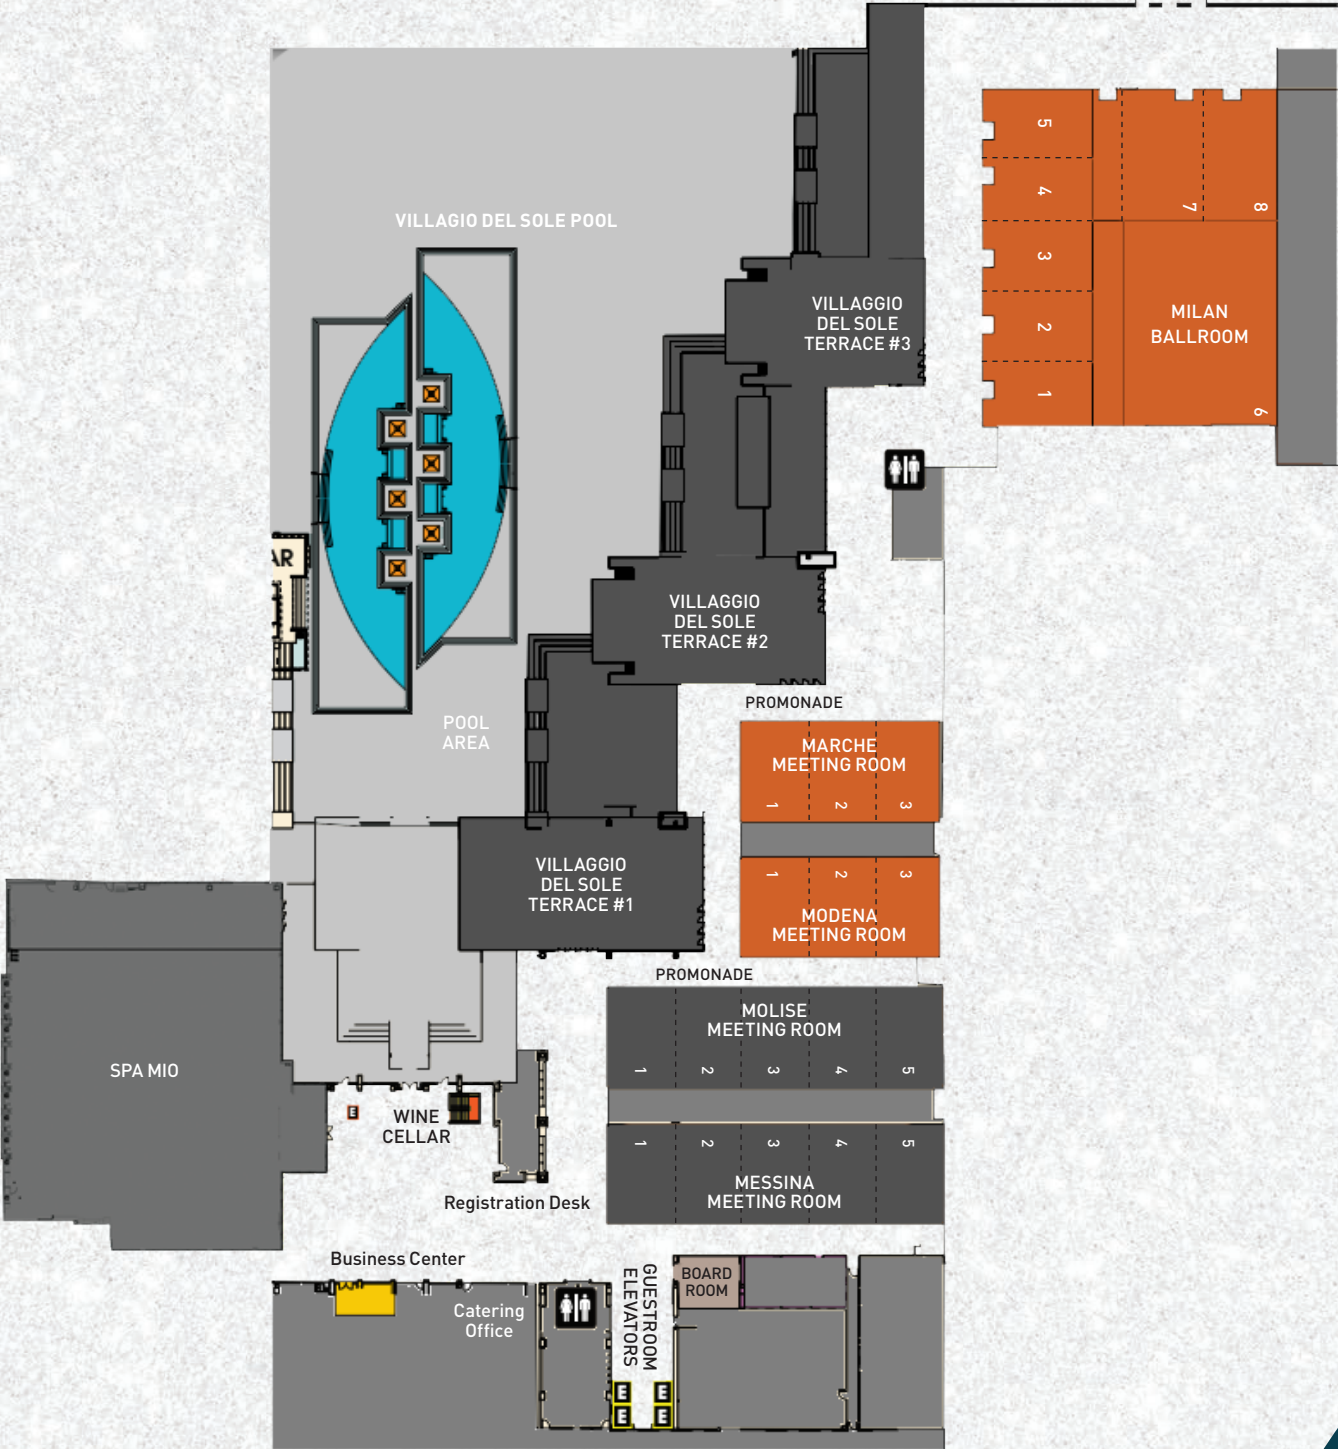 5
4
3
2
1
7
8
6
MILAN
BALLROOM
VILLAGIO DEL SOLE POOL
VILLAGGIO
DEL SOLE
TERRACE #3
AR
VILLAGGIO
DEL SOLE
TERRACE #2
PROMONADE
POOL
AREA
MARCHE
MEETING ROOM
1 2 3
VILLAGGIO
DEL SOLE
TERRACE #1
1 2 3
MODENA
MEETING ROOM
PROMONADE
MOLISE
MEETING ROOM
1 2 3 4 5
SPA MIO
E
WINE
CELLAR
1 2 3 4 5
MESSINA
MEETING ROOM
Registration Desk
Business Center
Catering
Office
GUESTROOM
ELEVATORS
BOARD
ROOM
E E
E E